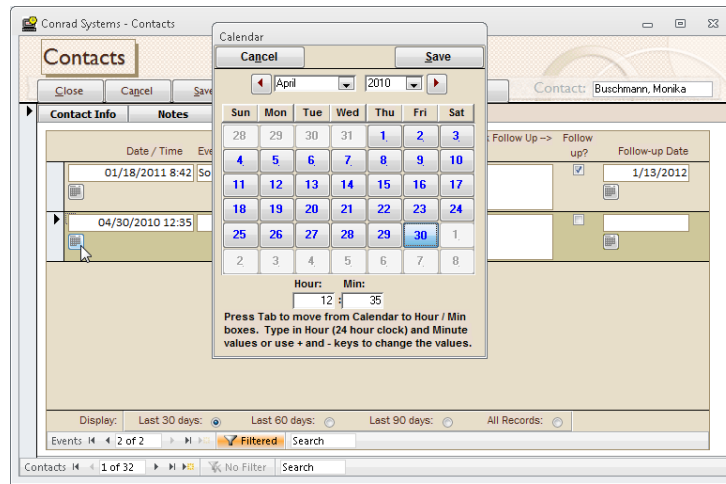 Conrad Systems - Contacts
Contacts
Close Cancel Save
Contact: Buschmann, Monika
Contact Info Notes
Date / Time Eve
Follow Up --> Follow up? Follow-up Date
01/18/2011 8:42 So 1/13/2012
04/30/2010 12:35
Calendar
Cancel Save
April 2010
Sun Mon Tue Wed Thu Fri Sat
28 29 30 31 1 2 3
4 5 6 7 8 9 10
11 12 13 14 15 16 17
18 19 20 21 22 23 24
25 26 27 28 29 30 1
2 3 4 5 6 7 8
Hour: Min:
12 : 35
Press Tab to move from Calendar to Hour / Min
boxes. Type in Hour (24 hour clock) and Minute
values or use + and - keys to change the values.
Display: Last 30 days: Last 60 days: Last 90 days: All Records:
Events 2 of 2 Filtered Search
Contacts 1 of 32 No Filter Search